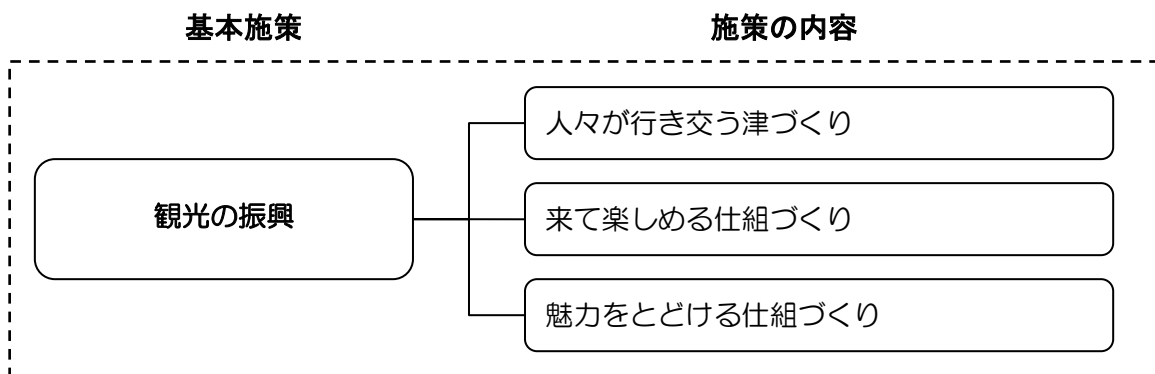 基本施策
施策の内容
観光の振興
人々が行き交う津づくり
来て楽しめる仕組づくり
魅力をとどける仕組づくり